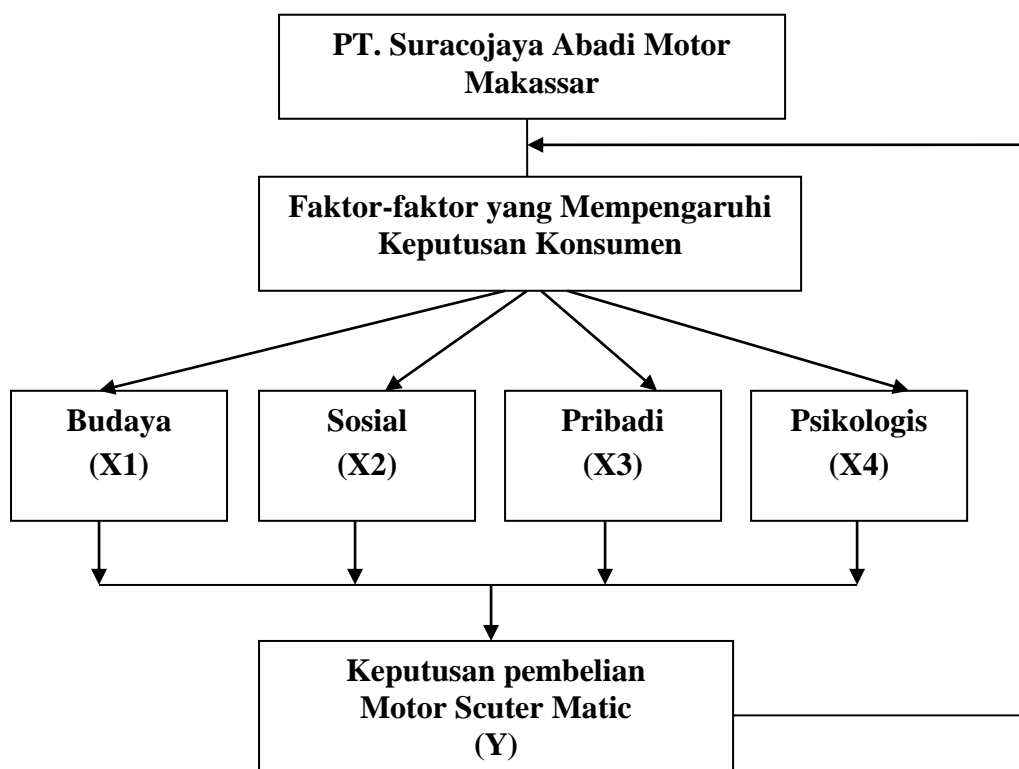 PT. Suracojaya Abadi Motor
Makassar
Faktor-faktor yang Mempengaruhi
Keputusan Konsumen
Budaya
(X1)
Sosial
(X2)
Pribadi
(X3)
Psikologis
(X4)
Keputusan pembelian
Motor Scuter Matic
(Y)